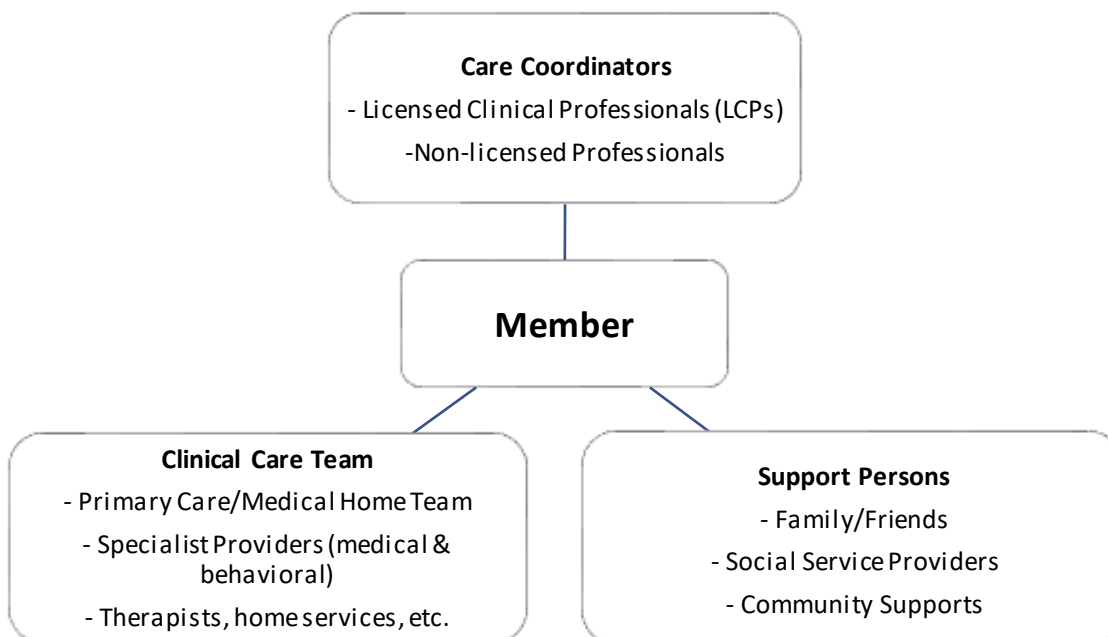 Care Coordinators
- Licensed Clinical Professionals (LCPs)
-Non-licensed Professionals
Member
Clinical Care Team
- Primary Care/Medical Home Team
- Specialist Providers (medical &
behavioral)
- Therapists, home services, etc.
Support Persons
- Family/Friends
- Social Service Providers
- Community Supports